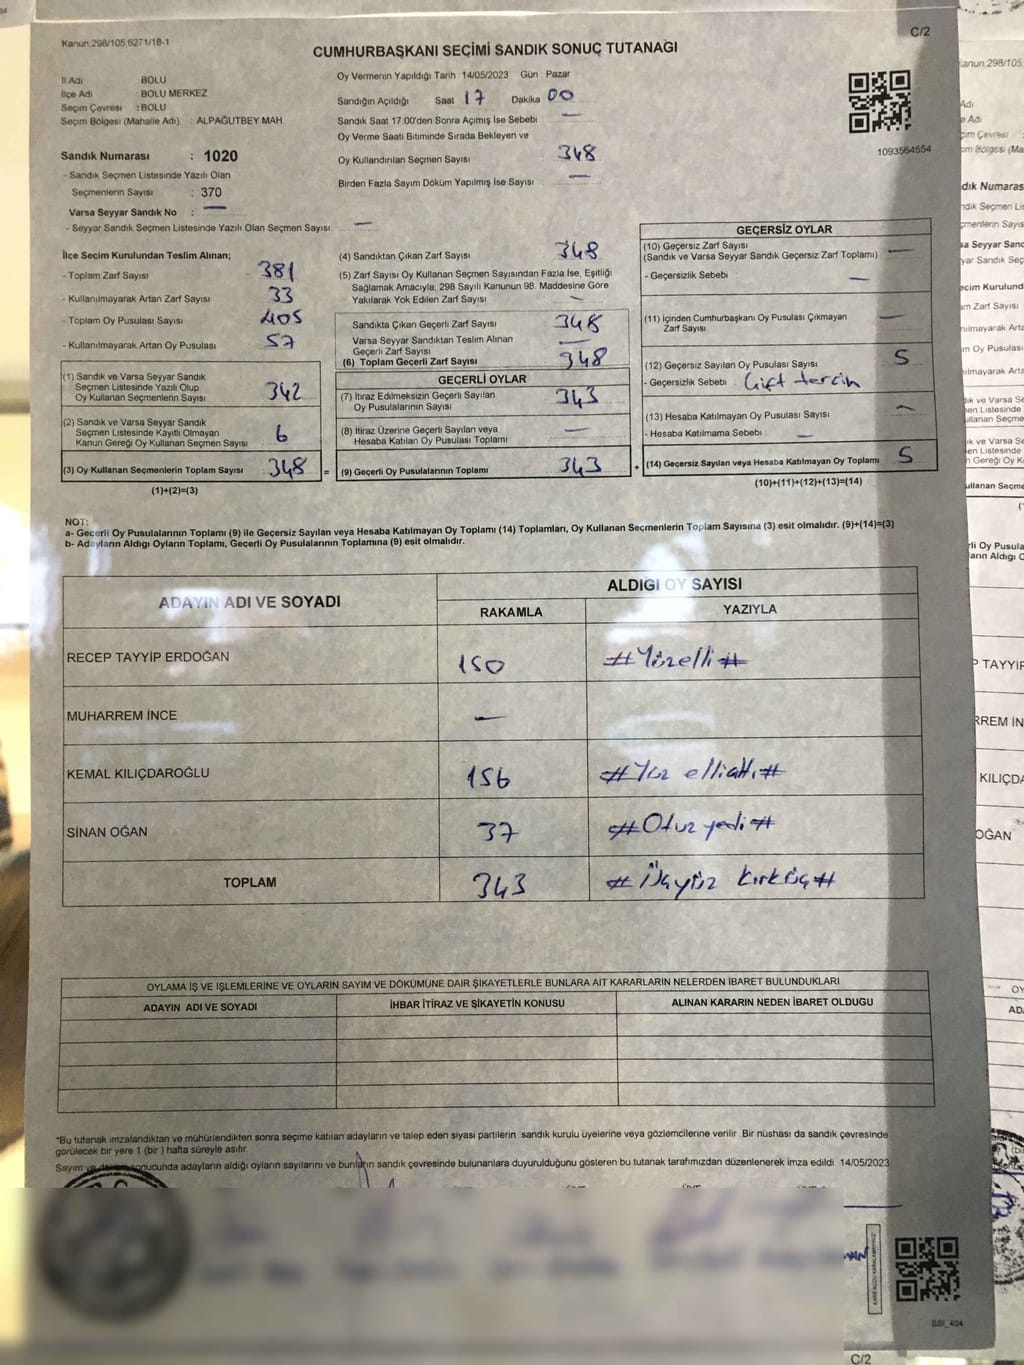 Kanun.298/105.6271/18-1
C/2
CUMHURBAŞKANI SEÇİMİ SANDIK SONUÇ TUTANAĞI
İl Adı : BOLU
İlçe Adı : BOLU MERKEZ
Seçim Çevresi : BOLU
Seçim Bölgesi (Mahalle Adı) : ALPAĞUTBEY MAH
Sandık Numarası : 1020
- Sandık Seçmen Listesinde Yazılı Olan
Seçmenlerin Sayısı : 370
Varsa Seyyar Sandık No : —
- Seyyar Sandık Seçmen Listesinde Yazılı Olan Seçmen Sayısı: —
Oy Vermenin Yapıldığı Tarih 14/05/2023 Gün Pazar
Sandığın Açıldığı Saat 17 Dakika 00
Sandık Saat 17.00'den Sonra Açımış İse Sebebi —
Oy Verme Saati Bitiminde Sırada Bekleyen ve
Oy Kullandırılan Seçmen Sayısı 348
Birden Fazla Sayım Döküm Yapılmış İse Sayısı : —
1093564554
İlçe Seçim Kurulundan Teslim Alınan;
- Toplam Zarf Sayısı 381
- Kullanılmayarak Artan Zarf Sayısı 33
- Toplam Oy Pusulası Sayısı 405
- Kullanılmayarak Artan Oy Pusulası 57
(1) Sandık ve Varsa Seyyar Sandık
Seçmen Listesinde Yazılı Olup
Oy Kullanan Seçmenlerin Sayısı 342
(2) Sandık ve Varsa Seyyar Sandık
Seçmen Listesinde Kayıtlı Olmayan
Kanun Gereği Oy Kullanan Seçmen Sayısı 6
(3) Oy Kullanan Seçmenlerin Toplam Sayısı 348 =
(1)+(2)=(3)
(4) Sandıktan Çıkan Zarf Sayısı 348
(5) Zarf Sayısı Oy Kullanan Seçmen Sayısından Fazla İse, Eşitliği
Sağlamak Amacıyla, 298 Sayılı Kanunun 98. Maddesine Göre
Yakılarak Yok Edilen Zarf Sayısı —
Sandıkta Çıkan Geçerli Zarf Sayısı 348
Varsa Seyyar Sandıktan Teslim Alınan
Geçerli Zarf Sayısı —
(6) Toplam Geçerli Zarf Sayısı 348
GEÇERLİ OYLAR
(7) İtiraz Edilmeksizin Geçerli Sayılan
Oy Pusulalarının Sayısı 343
(8) İtiraz Üzerine Geçerli Sayılan veya
Hesaba Katılan Oy Pusulası Toplamı —
(9) Geçerli Oy Pusulalarının Toplamı 343 +
GEÇERSİZ OYLAR
(10) Geçersiz Zarf Sayısı
(Sandık ve Varsa Seyyar Sandık Geçersiz Zarf Toplamı) —
- Geçersizlik Sebebi : —
(11) İçinden Cumhurbaşkanı Oy Pusulası Çıkmayan
Zarf Sayısı —
(12) Geçersiz Sayılan Oy Pusulası Sayısı 5
- Geçersizlik Sebebi : Çift tercih
(13) Hesaba Katılmayan Oy Pusulası Sayısı —
- Hesaba Katılmama Sebebi : —
(14) Geçersiz Sayılan veya Hesaba Katılmayan Oy Toplamı 5
(10)+(11)+(12)+(13)=(14)
NOT:
a- Geçerli Oy Pusulalarının Toplamı (9) ile Geçersiz Sayılan veya Hesaba Katılmayan Oy Toplamı (14) Toplamları, Oy Kullanan Seçmenlerin Toplam Sayısına (3) eşit olmalıdır. (9)+(14)=(3)
b- Adayların Aldığı Oyların Toplamı, Geçerli Oy Pusulalarının Toplamına (9) eşit olmalıdır.
ADAYIN ADI VE SOYADI
ALDIĞI OY SAYISI
RAKAMLA YAZIYLA
RECEP TAYYİP ERDOĞAN 150 #Yüzelli#
MUHARREM İNCE —
KEMAL KILIÇDAROĞLU 156 #Yüz ellialtı#
SİNAN OĞAN 37 #Otuz yedi#
TOPLAM 343 #Üçyüz kırküç#
OYLAMA İŞ VE İŞLEMLERİNE VE OYLARIN SAYIM VE DÖKÜMÜNE DAİR ŞİKAYETLERLE BUNLARA AİT KARARLARIN NELERDEN İBARET BULUNDUKLARI
ADAYIN ADI VE SOYADI İHBAR İTİRAZ VE ŞİKAYETİN KONUSU ALINAN KARARIN NEDEN İBARET OLDUĞU
*Bu tutanak imzalandıktan ve mühürlendikten sonra seçime katılan adayların ve talep eden siyasi partilerin sandık kurulu üyelerine veya gözlemcilerine verilir. Bir nüshası da sandık çevresinde
görülecek bir yere 1 (bir) hafta süreyle asılır.
Sayım ve döküm sonucunda adayların aldığı oyların sayılarını ve bunların sandık çevresinde bulunanlara duyurulduğunu gösteren bu tutanak tarafımızdan düzenlenerek imza edildi. 14/05/2023
SSI_404
C/2